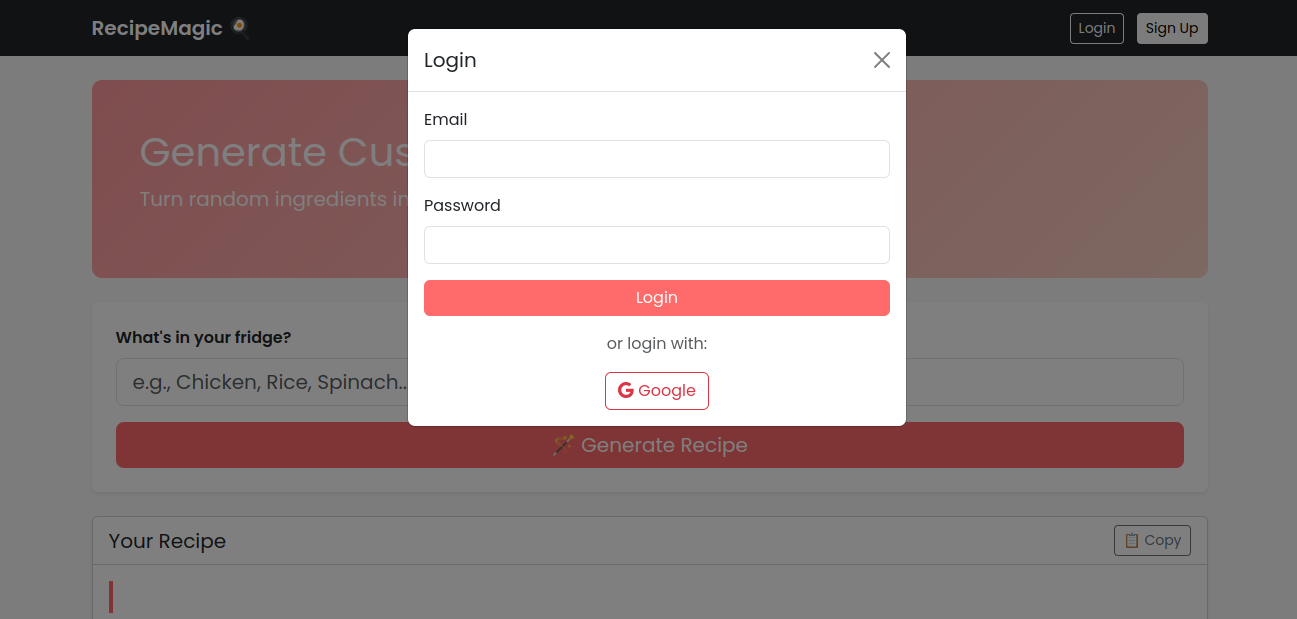 RecipeMagic 🍳
Login
Sign Up
Generate Cus
Turn random ingredients in
What's in your fridge?
e.g., Chicken, Rice, Spinach..
🪄 Generate Recipe
Your Recipe
📋 Copy
Login
Email
Password
Login
or login with:
Google